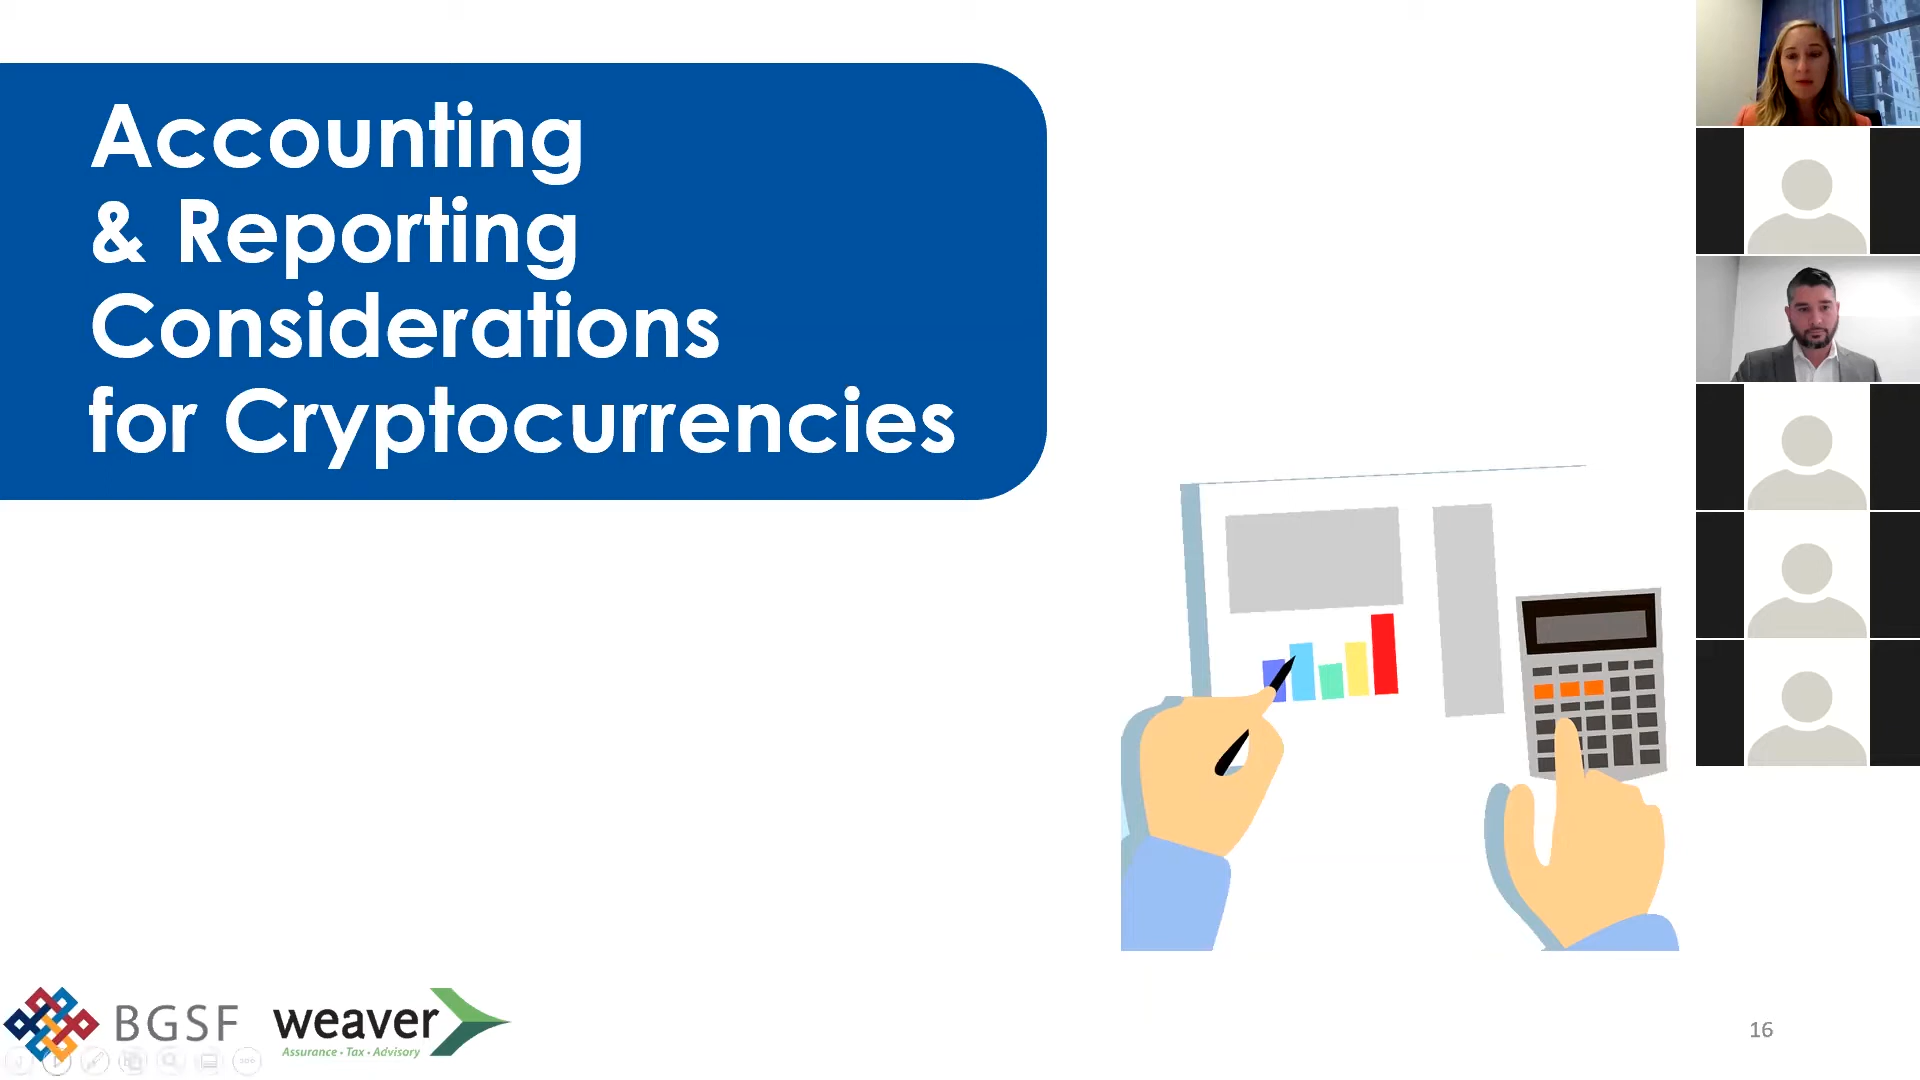 Accounting
& Reporting
Considerations
for Cryptocurrencies
BGSF
weaver
Assurance • Tax • Advisory
16